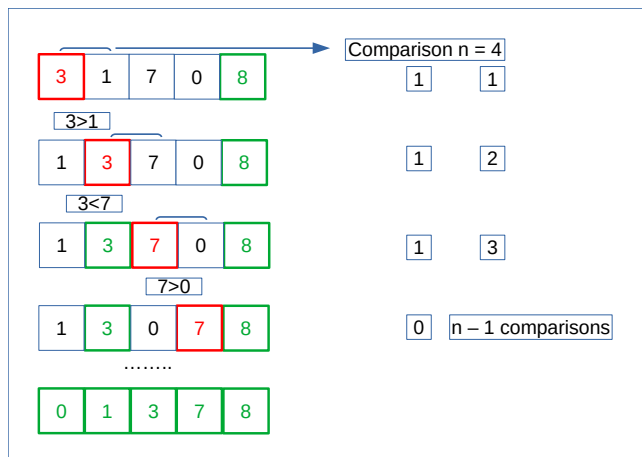 Comparison n = 4
3 1 7 0 8 1 1
3>1
1 3 7 0 8 1 2
3<7
1 3 7 0 8 1 3
7>0
1 3 0 7 8 0 n – 1 comparisons
........
0 1 3 7 8